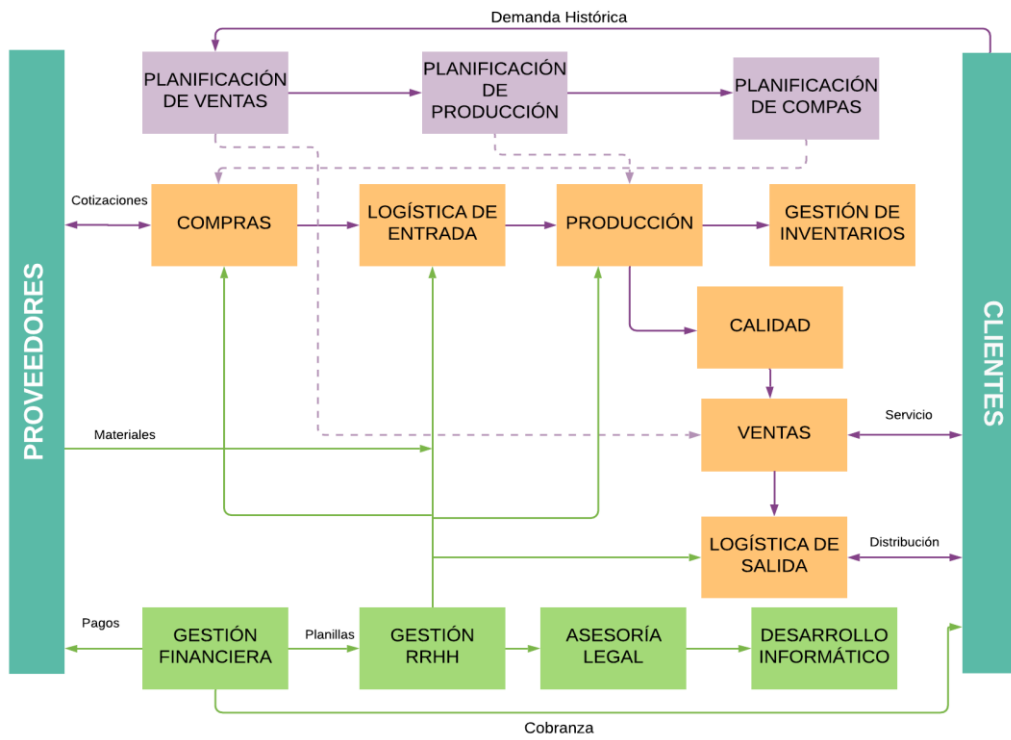 Demanda Histórica
PLANIFICACIÓN
DE VENTAS
PLANIFICACIÓN
DE
PRODUCCIÓN
PLANIFICACIÓN
DE COMPAS
Cotizaciones
COMPRAS
LOGÍSTICA DE
ENTRADA
PRODUCCIÓN
GESTIÓN DE
INVENTARIOS
PROVEEDORES
CLIENTES
CALIDAD
Materiales
VENTAS
Servicio
LOGÍSTICA DE
SALIDA
Distribución
Pagos
GESTIÓN
FINANCIERA
Planillas
GESTIÓN
RRHH
ASESORÍA
LEGAL
DESARROLLO
INFORMÁTICO
Cobranza